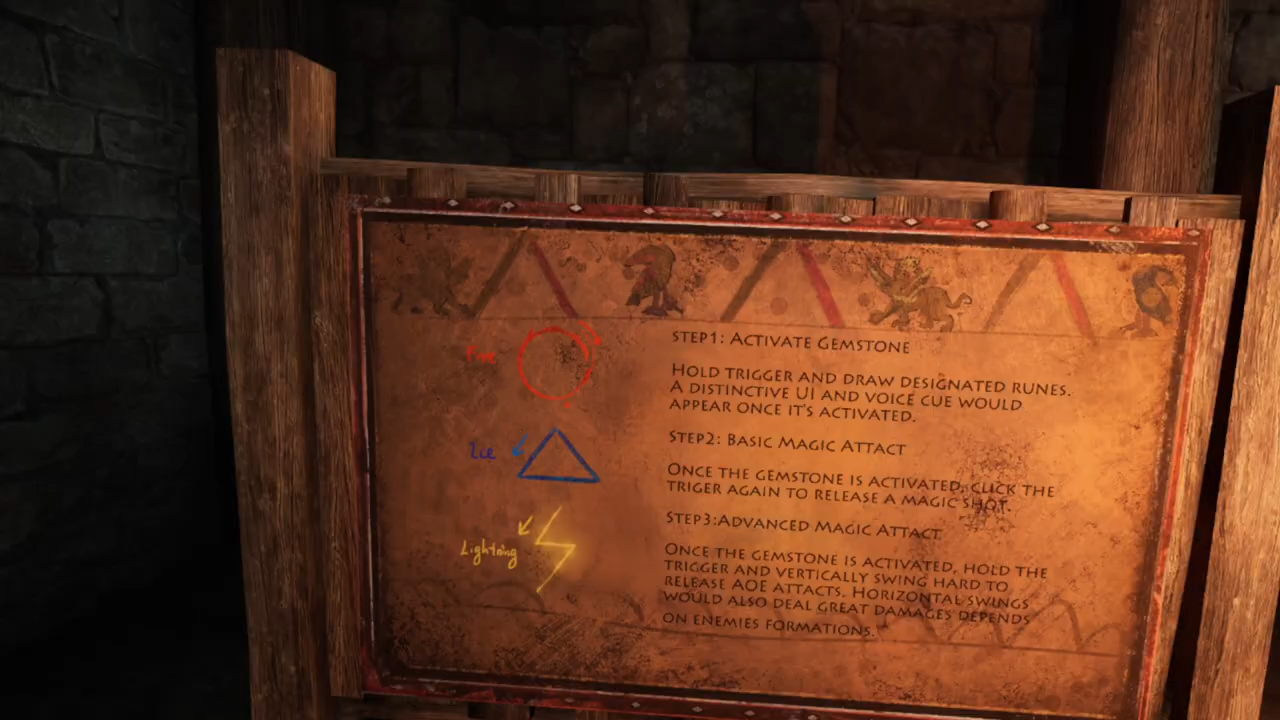 Fire
Lce
Lightning
STEP1: ACTIVATE GEMSTONE
HOLD TRIGGER AND DRAW DESIGNATED RUNES.
A DISTINCTIVE UI AND VOICE CUE WOULD
APPEAR ONCE IT'S ACTIVATED.
STEP2: BASIC MAGIC ATTACT
ONCE THE GEMSTONE IS ACTIVATED, CLICK THE
TRIGER AGAIN TO RELEASE A MAGIC SHOT.
STEP3:ADVANCED MAGIC ATTACT
ONCE THE GEMSTONE IS ACTIVATED, HOLD THE
TRIGGER AND VERTICALLY SWING HARD TO
RELEASE AOE ATTACTS. HORIZONTAL SWINGS
WOULD ALSO DEAL GREAT DAMAGES DEPENDS
ON ENEMIES FORMATIONS.